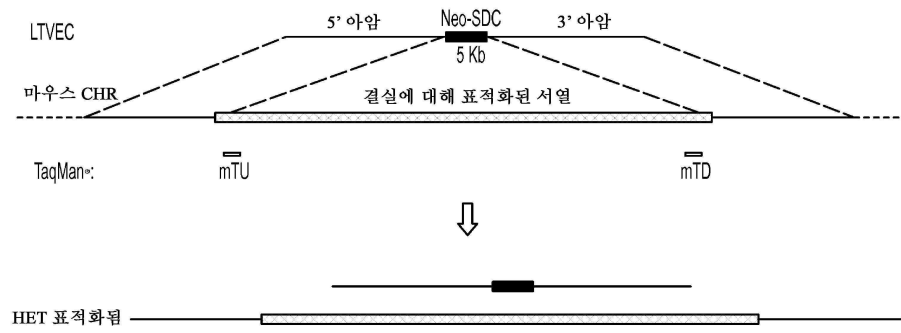 LTVEC
5' 아암
Neo-SDC
3' 아암
5 Kb
마우스 CHR
결실에 대해 표적화된 서열
TaqMan®:
mTU
mTD
HET 표적화됨